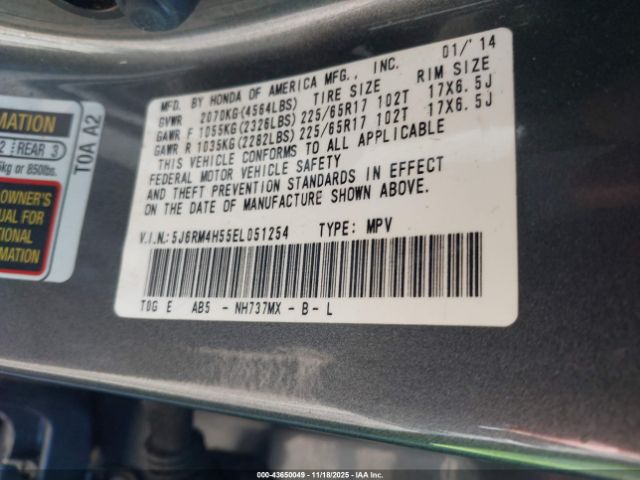 MFD. BY HONDA OF AMERICA MFG., INC. 01/'14
GVWR 2070KG(4564LBS) TIRE SIZE RIM SIZE
GAWR F 1055KG(2326LBS) 225/65R17 102T 17X6.5J
GAWR R 1035KG(2282LBS) 225/65R17 102T 17X6.5J
THIS VEHICLE CONFORMS TO ALL APPLICABLE
FEDERAL MOTOR VEHICLE SAFETY
AND THEFT PREVENTION STANDARDS IN EFFECT
ON THE DATE OF MANUFACTURE SHOWN ABOVE.
V.I.N.: 5J6RM4H55EL051254 TYPE: MPV
T0G E AB5 - NH737MX - B - L
MATION
2 REAR 3
kg or 850lbs.
OWNER'S
UAL FOR
TIONAL
MATION
T0A A2
000-43650049 | 11/18/2025 | IAA Inc.